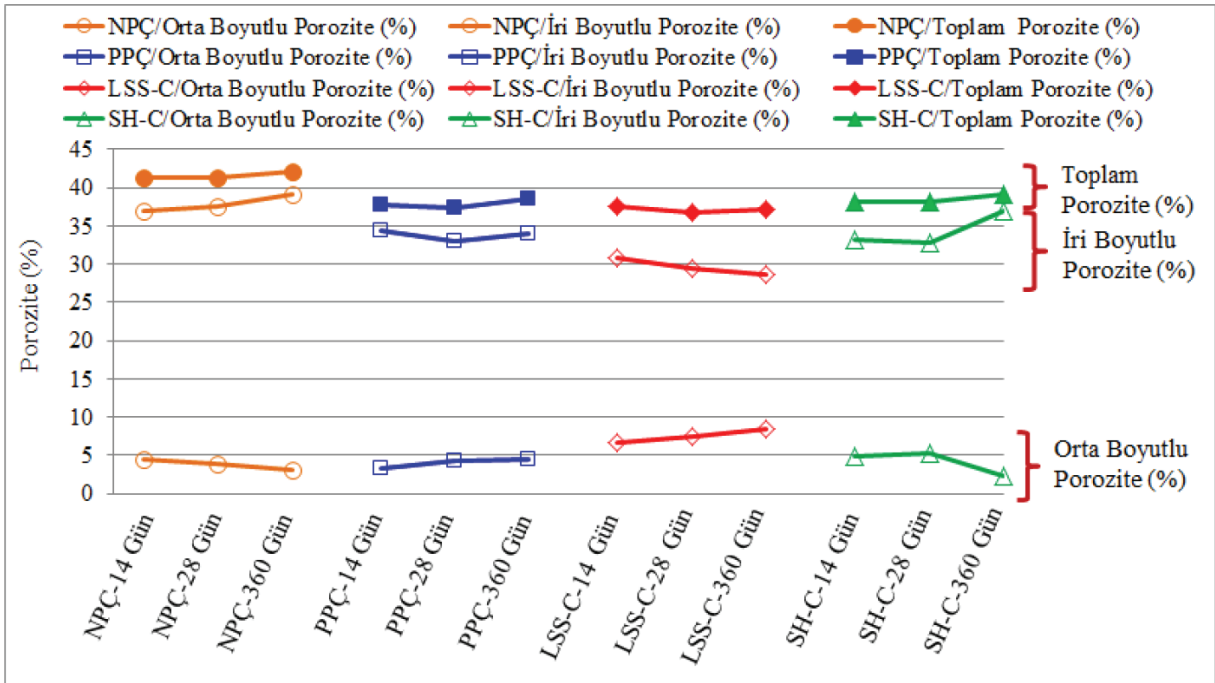 NPÇ/Orta Boyutlu Porozite (%) NPÇ/İri Boyutlu Porozite (%) NPÇ/Toplam Porozite (%)
PPÇ/Orta Boyutlu Porozite (%) PPÇ/İri Boyutlu Porozite (%) PPÇ/Toplam Porozite (%)
LSS-C/Orta Boyutlu Porozite (%) LSS-C/İri Boyutlu Porozite (%) LSS-C/Toplam Porozite (%)
SH-C/Orta Boyutlu Porozite (%) SH-C/İri Boyutlu Porozite (%) SH-C/Toplam Porozite (%)
Porozite (%)
45
40
35
30
25
20
15
10
5
0
Toplam
Porozite (%)
İri Boyutlu
Porozite (%)
Orta Boyutlu
Porozite (%)
NPÇ-14 Gün
NPÇ-28 Gün
NPÇ-360 Gün
PPÇ-14 Gün
PPÇ-28 Gün
PPÇ-360 Gün
LSS-C-14 Gün
LSS-C-28 Gün
LSS-C-360 Gün
SH-C-14 Gün
SH-C-28 Gün
SH-C-360 Gün